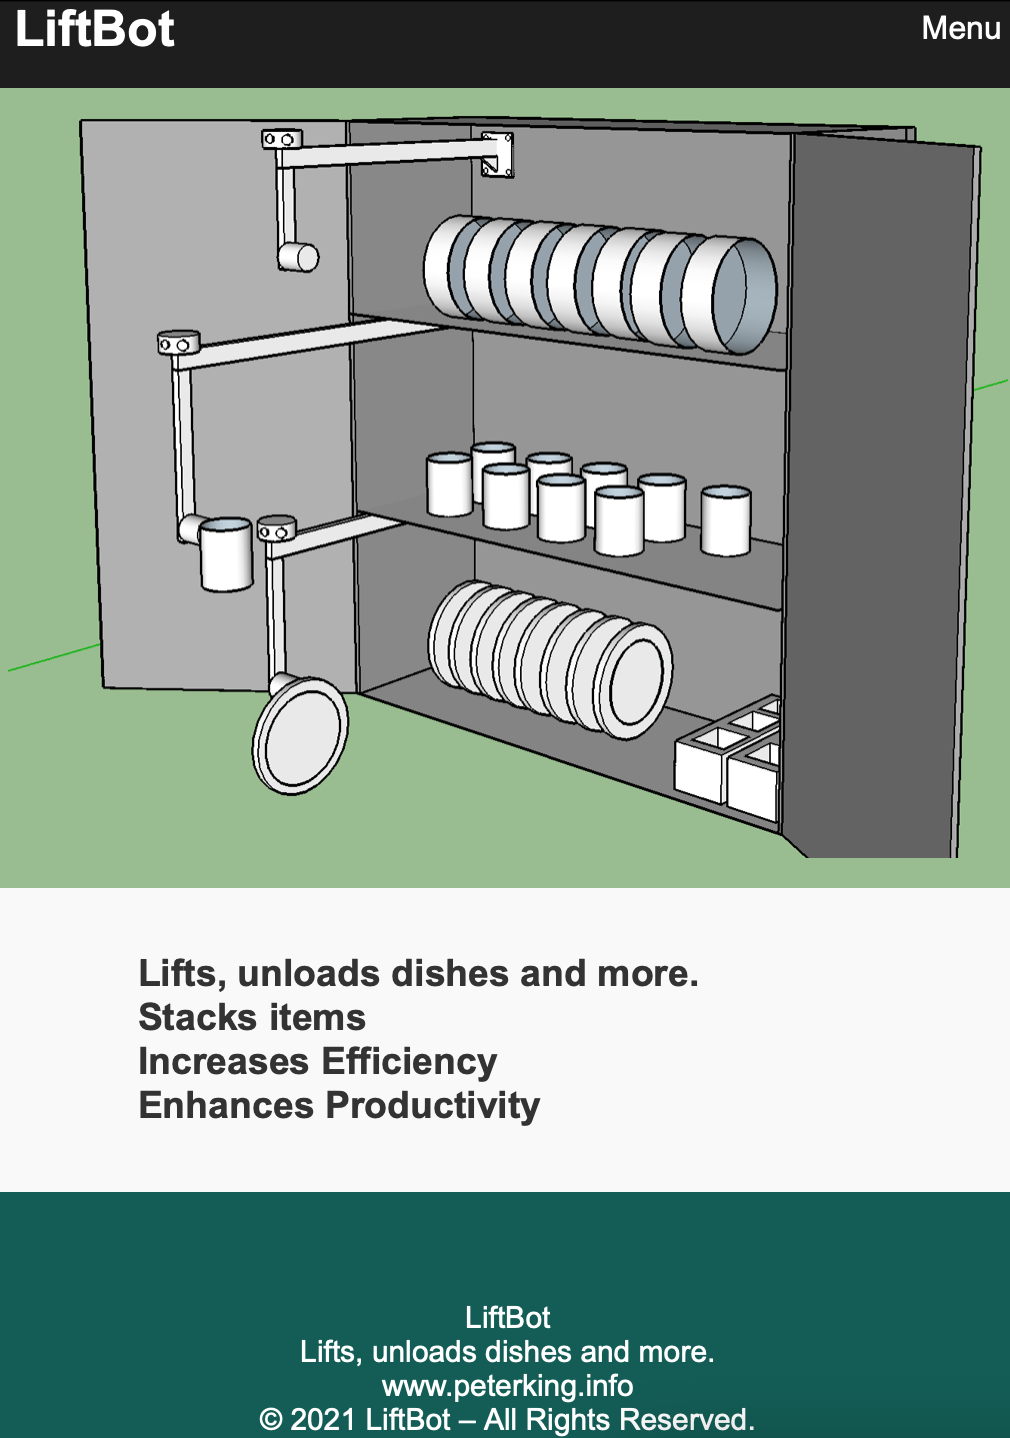 LiftBot
Menu
Lifts, unloads dishes and more.
Stacks items
Increases Efficiency
Enhances Productivity
LiftBot
Lifts, unloads dishes and more.
www.peterking.info
© 2021 LiftBot – All Rights Reserved.